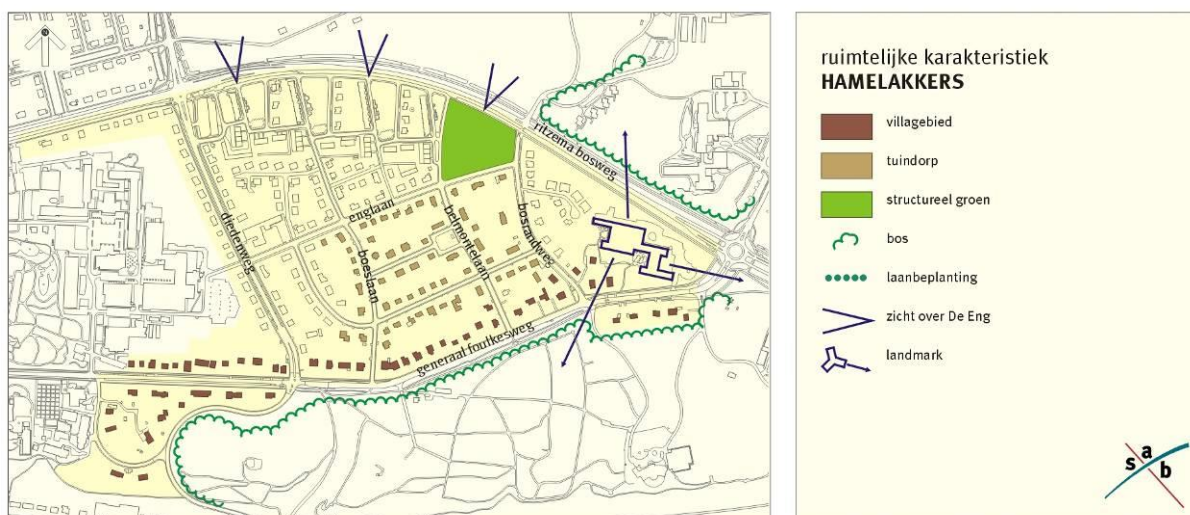 ritzema bosweg
englaan
diedenweg
boeslaan
belmontelaan
bosrandweg
generaal foulkesweg
ruimtelijke karakteristiek
HAMELAKKERS
villagebied
tuindorp
structureel groen
bos
laanbeplanting
zicht over De Eng
landmark
s a b